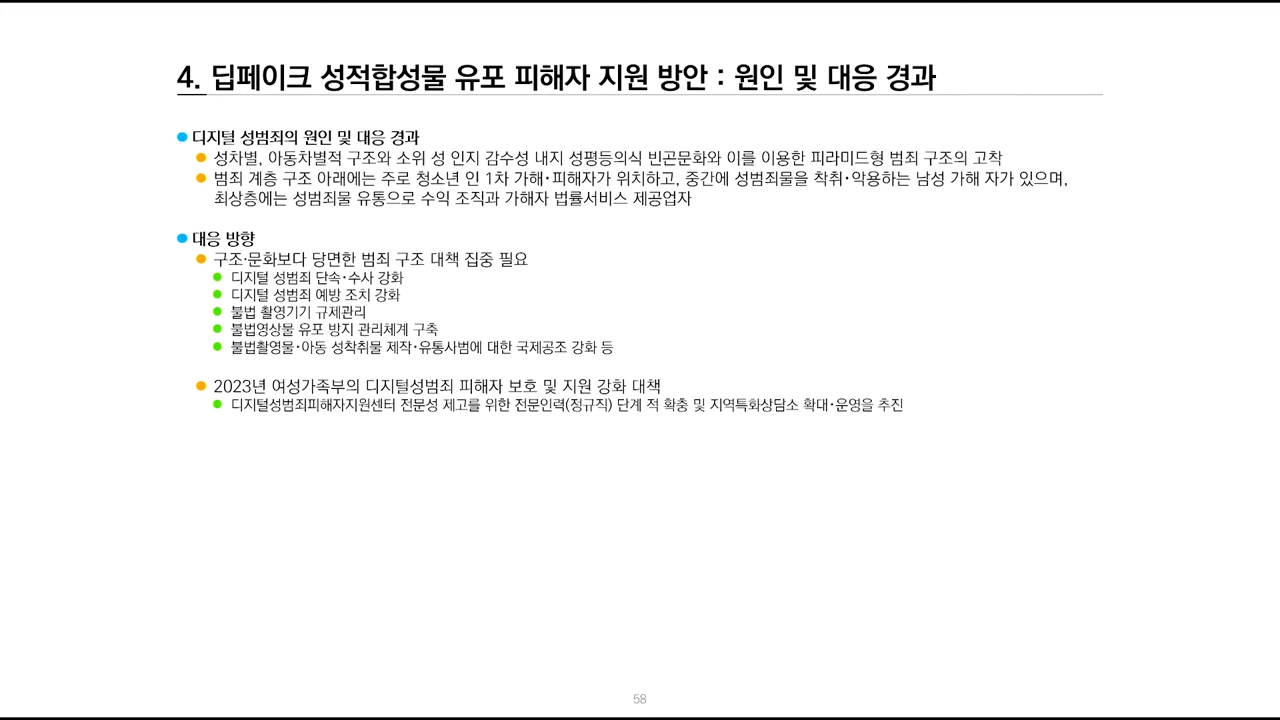 4. 딥페이크 성적합성물 유포 피해자 지원 방안 : 원인 및 대응 경과
디지털 성범죄의 원인 및 대응 경과
성차별, 아동차별적 구조와 소위 성 인지 감수성 내지 성평등의식 빈곤문화와 이를 이용한 피라미드형 범죄 구조의 고착
범죄 계층 구조 아래에는 주로 청소년 인 1차 가해·피해자가 위치하고, 중간에 성범죄물을 착취·악용하는 남성 가해 자가 있으며,
최상층에는 성범죄물 유통으로 수익 조직과 가해자 법률서비스 제공업자
대응 방향
구조·문화보다 당면한 범죄 구조 대책 집중 필요
디지털 성범죄 단속·수사 강화
디지털 성범죄 예방 조치 강화
불법 촬영기기 규제관리
불법영상물 유포 방지 관리체계 구축
불법촬영물·아동 성착취물 제작·유통사범에 대한 국제공조 강화 등
2023년 여성가족부의 디지털성범죄 피해자 보호 및 지원 강화 대책
디지털성범죄피해자지원센터 전문성 제고를 위한 전문인력(정규직) 단계 적 확충 및 지역특화상담소 확대·운영을 추진
58